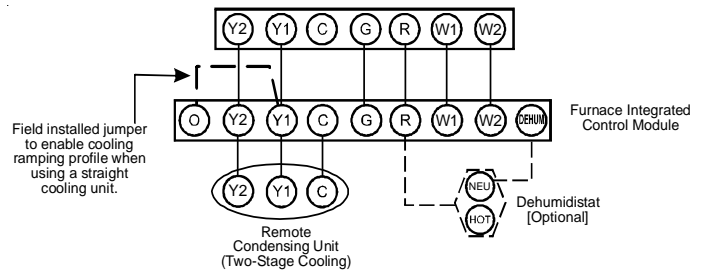 Y2 Y1 C G R W1 W2
O Y2 Y1 C G R W1 W2 DEHUM
Furnace Integrated
Control Module
Field installed jumper
to enable cooling
ramping profile when
using a straight
cooling unit.
Y2 Y1 C
NEU
HOT
Dehumidistat
[Optional]
Remote
Condensing Unit
(Two-Stage Cooling)